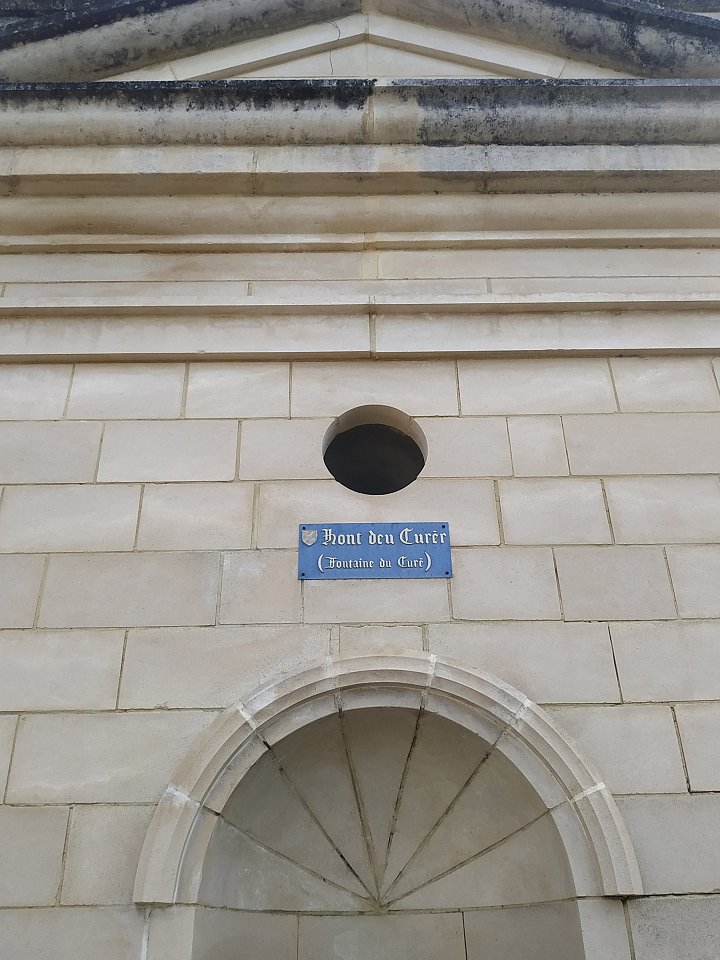 Hont deu Curèr
(Fontaine du Curé)